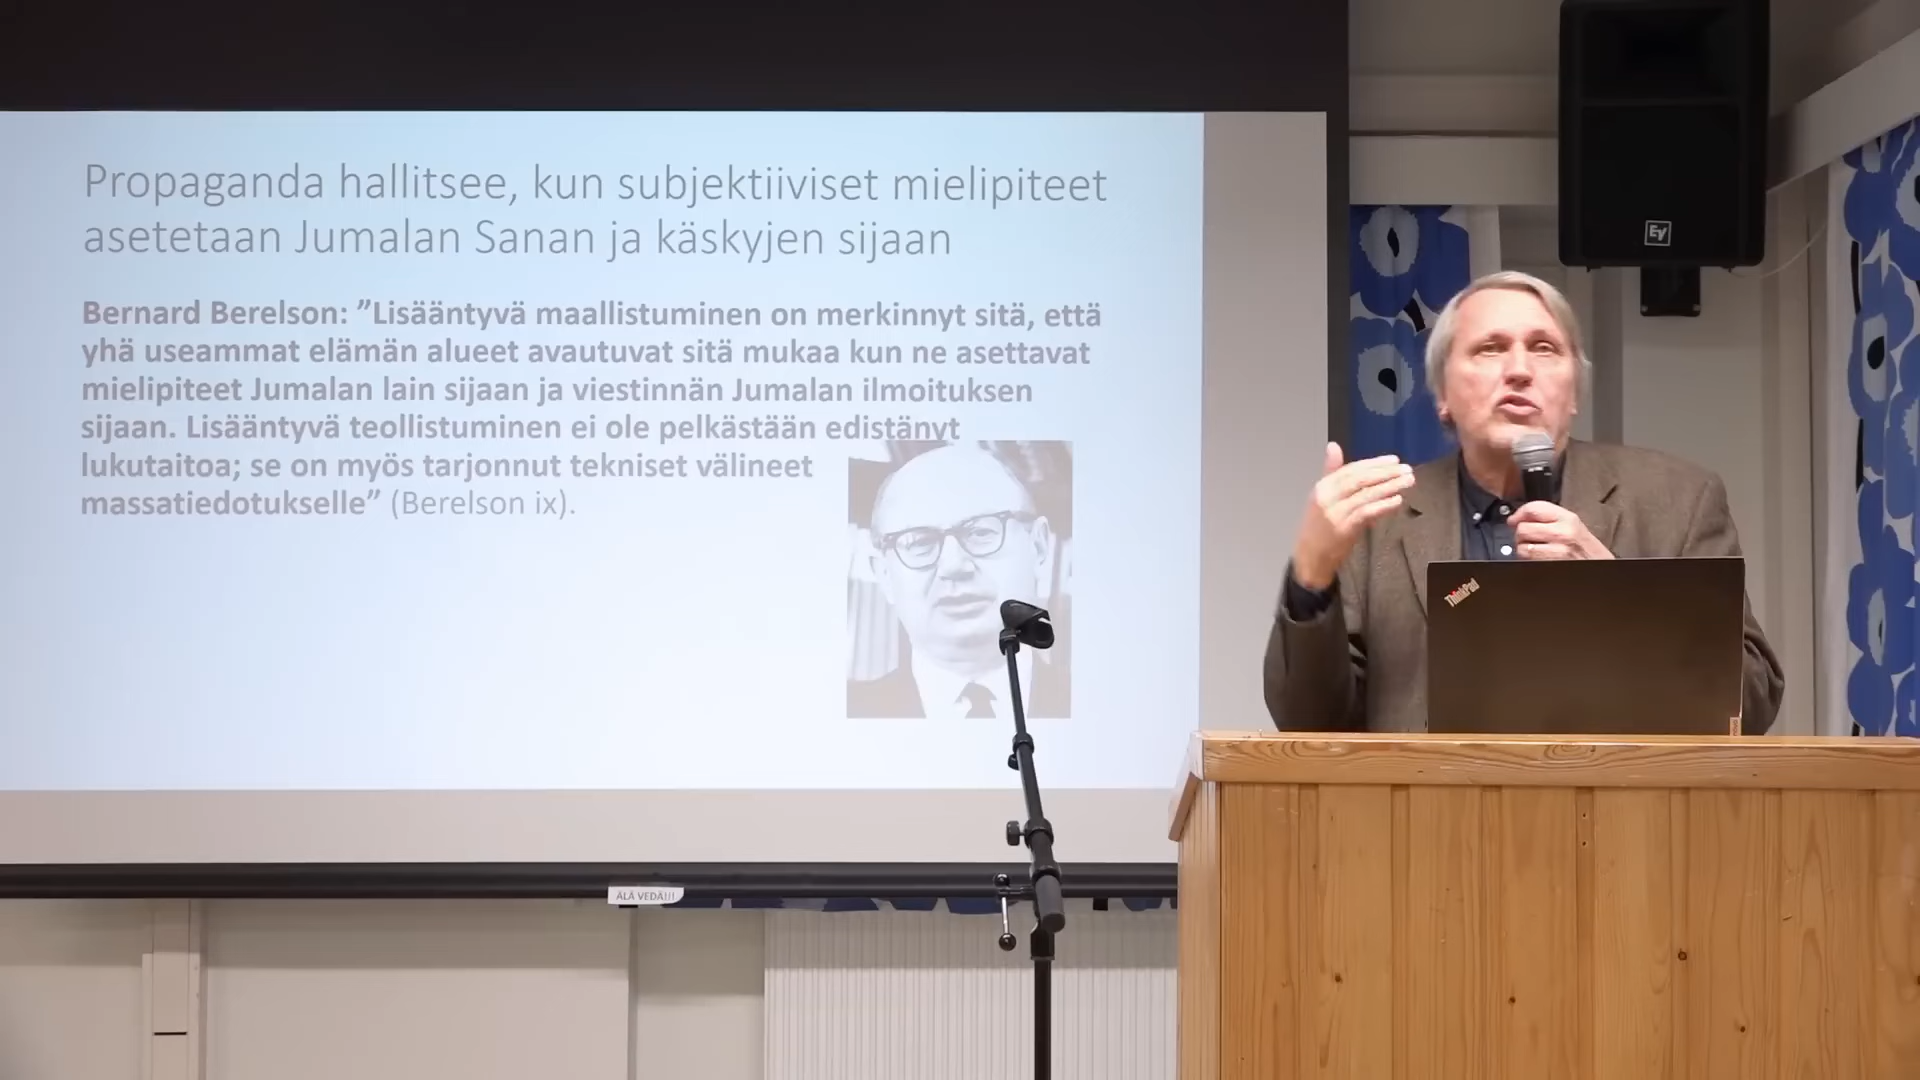 Propaganda hallitsee, kun subjektiiviset mielipiteet
asetetaan Jumalan Sanan ja käskyjen sijaan
Bernard Berelson: ”Lisääntyvä maallistuminen on merkinnyt sitä, että
yhä useammat elämän alueet avautuvat sitä mukaa kun ne asettavat
mielipiteet Jumalan lain sijaan ja viestinnän Jumalan ilmoituksen
sijaan. Lisääntyvä teollistuminen ei ole pelkästään edistänyt
lukutaitoa; se on myös tarjonnut tekniset välineet
massatiedotukselle” (Berelson ix).
EV
ThinkPad
ÄLÄ VEDÄ!!!